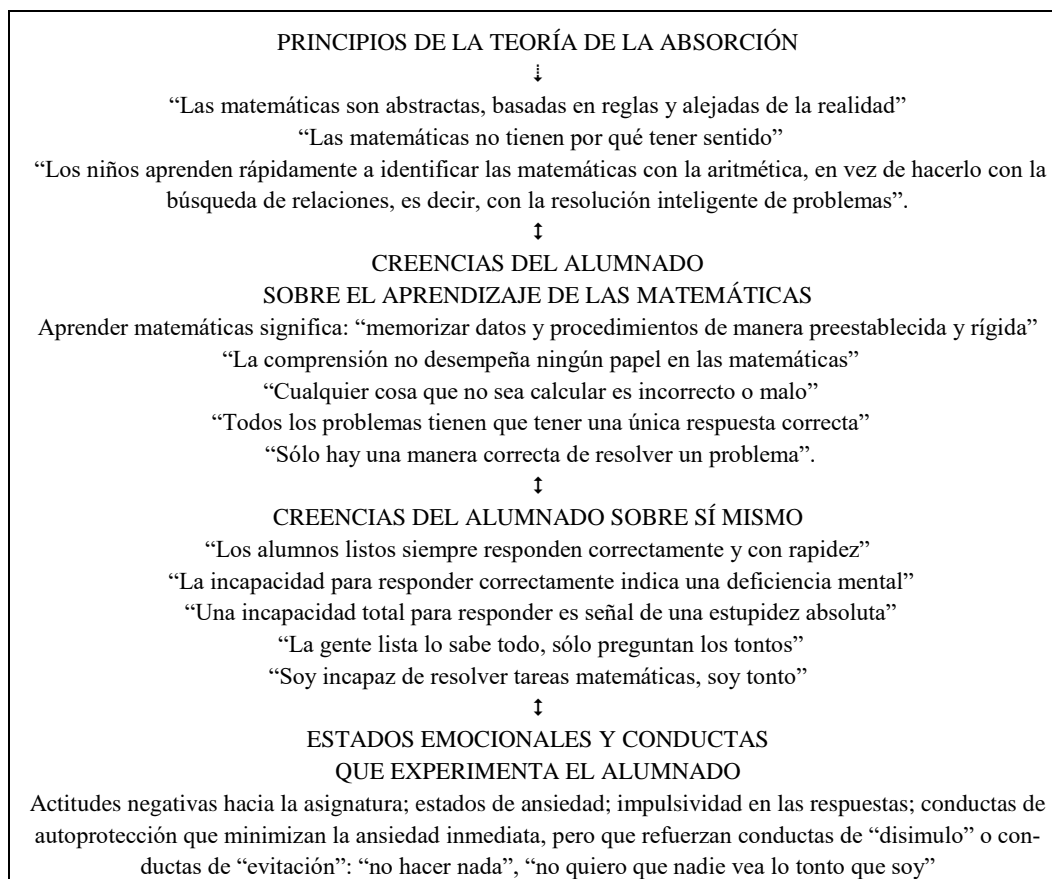 PRINCIPIOS DE LA TEORÍA DE LA ABSORCIÓN
⇣
“Las matemáticas son abstractas, basadas en reglas y alejadas de la realidad”
“Las matemáticas no tienen por qué tener sentido”
“Los niños aprenden rápidamente a identificar las matemáticas con la aritmética, en vez de hacerlo con la
búsqueda de relaciones, es decir, con la resolución inteligente de problemas”.
↕
CREENCIAS DEL ALUMNADO
SOBRE EL APRENDIZAJE DE LAS MATEMÁTICAS
Aprender matemáticas significa: “memorizar datos y procedimientos de manera preestablecida y rígida”
“La comprensión no desempeña ningún papel en las matemáticas”
“Cualquier cosa que no sea calcular es incorrecto o malo”
“Todos los problemas tienen que tener una única respuesta correcta”
“Sólo hay una manera correcta de resolver un problema”.
↕
CREENCIAS DEL ALUMNADO SOBRE SÍ MISMO
“Los alumnos listos siempre responden correctamente y con rapidez”
“La incapacidad para responder correctamente indica una deficiencia mental”
“Una incapacidad total para responder es señal de una estupidez absoluta”
“La gente lista lo sabe todo, sólo preguntan los tontos”
“Soy incapaz de resolver tareas matemáticas, soy tonto”
↕
ESTADOS EMOCIONALES Y CONDUCTAS
QUE EXPERIMENTA EL ALUMNADO
Actitudes negativas hacia la asignatura; estados de ansiedad; impulsividad en las respuestas; conductas de
autoprotección que minimizan la ansiedad inmediata, pero que refuerzan conductas de “disimulo” o con-
ductas de “evitación”: “no hacer nada”, “no quiero que nadie vea lo tonto que soy”